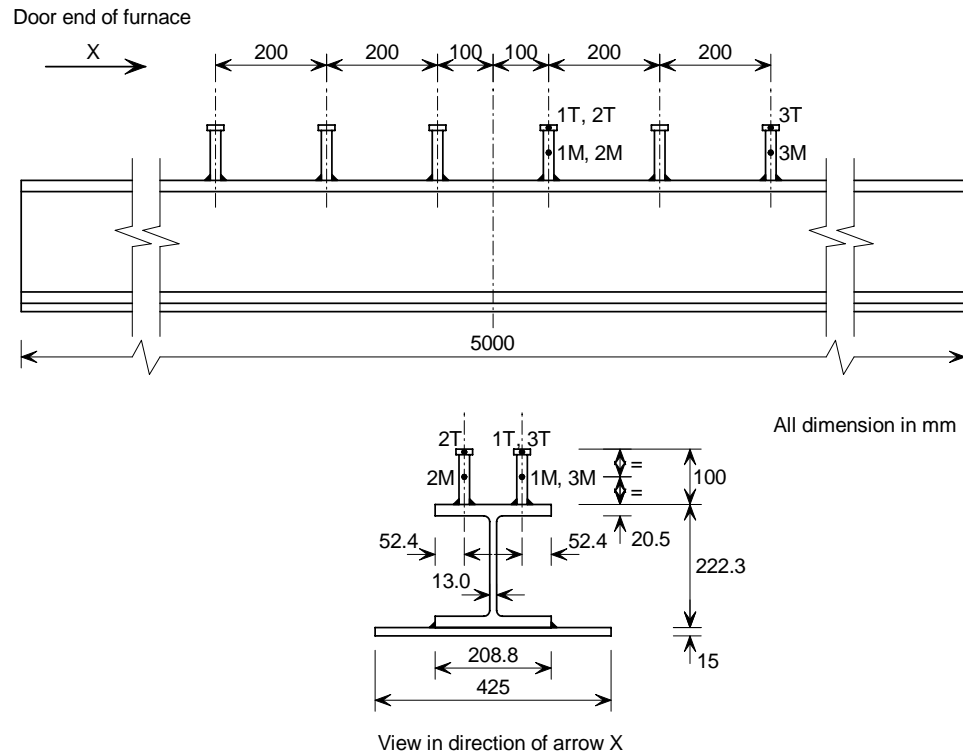 Door end of furnace
X
200 200 100 100 200 200
1T, 2T
3T
1M, 2M
3M
5000
All dimension in mm
2T 1T, 3T
2M 1M, 3M
=
=
100
52.4 52.4 20.5
222.3
13.0
15
208.8
425
View in direction of arrow X